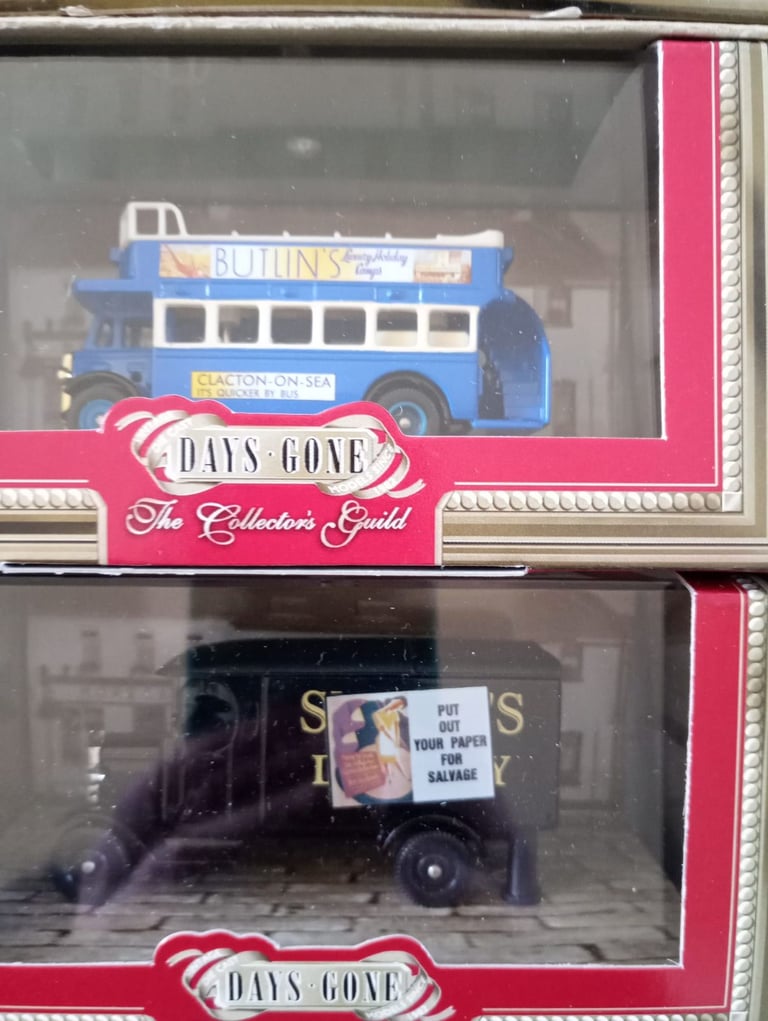 BUTLIN'S Luxury Holiday
Camps
CLACTON-ON-SEA
IT'S QUICKER BY BUS
DAYS·GONE
The Collector's Guild
PUT
OUT
YOUR PAPER
FOR
SALVAGE
DAYS·GONE